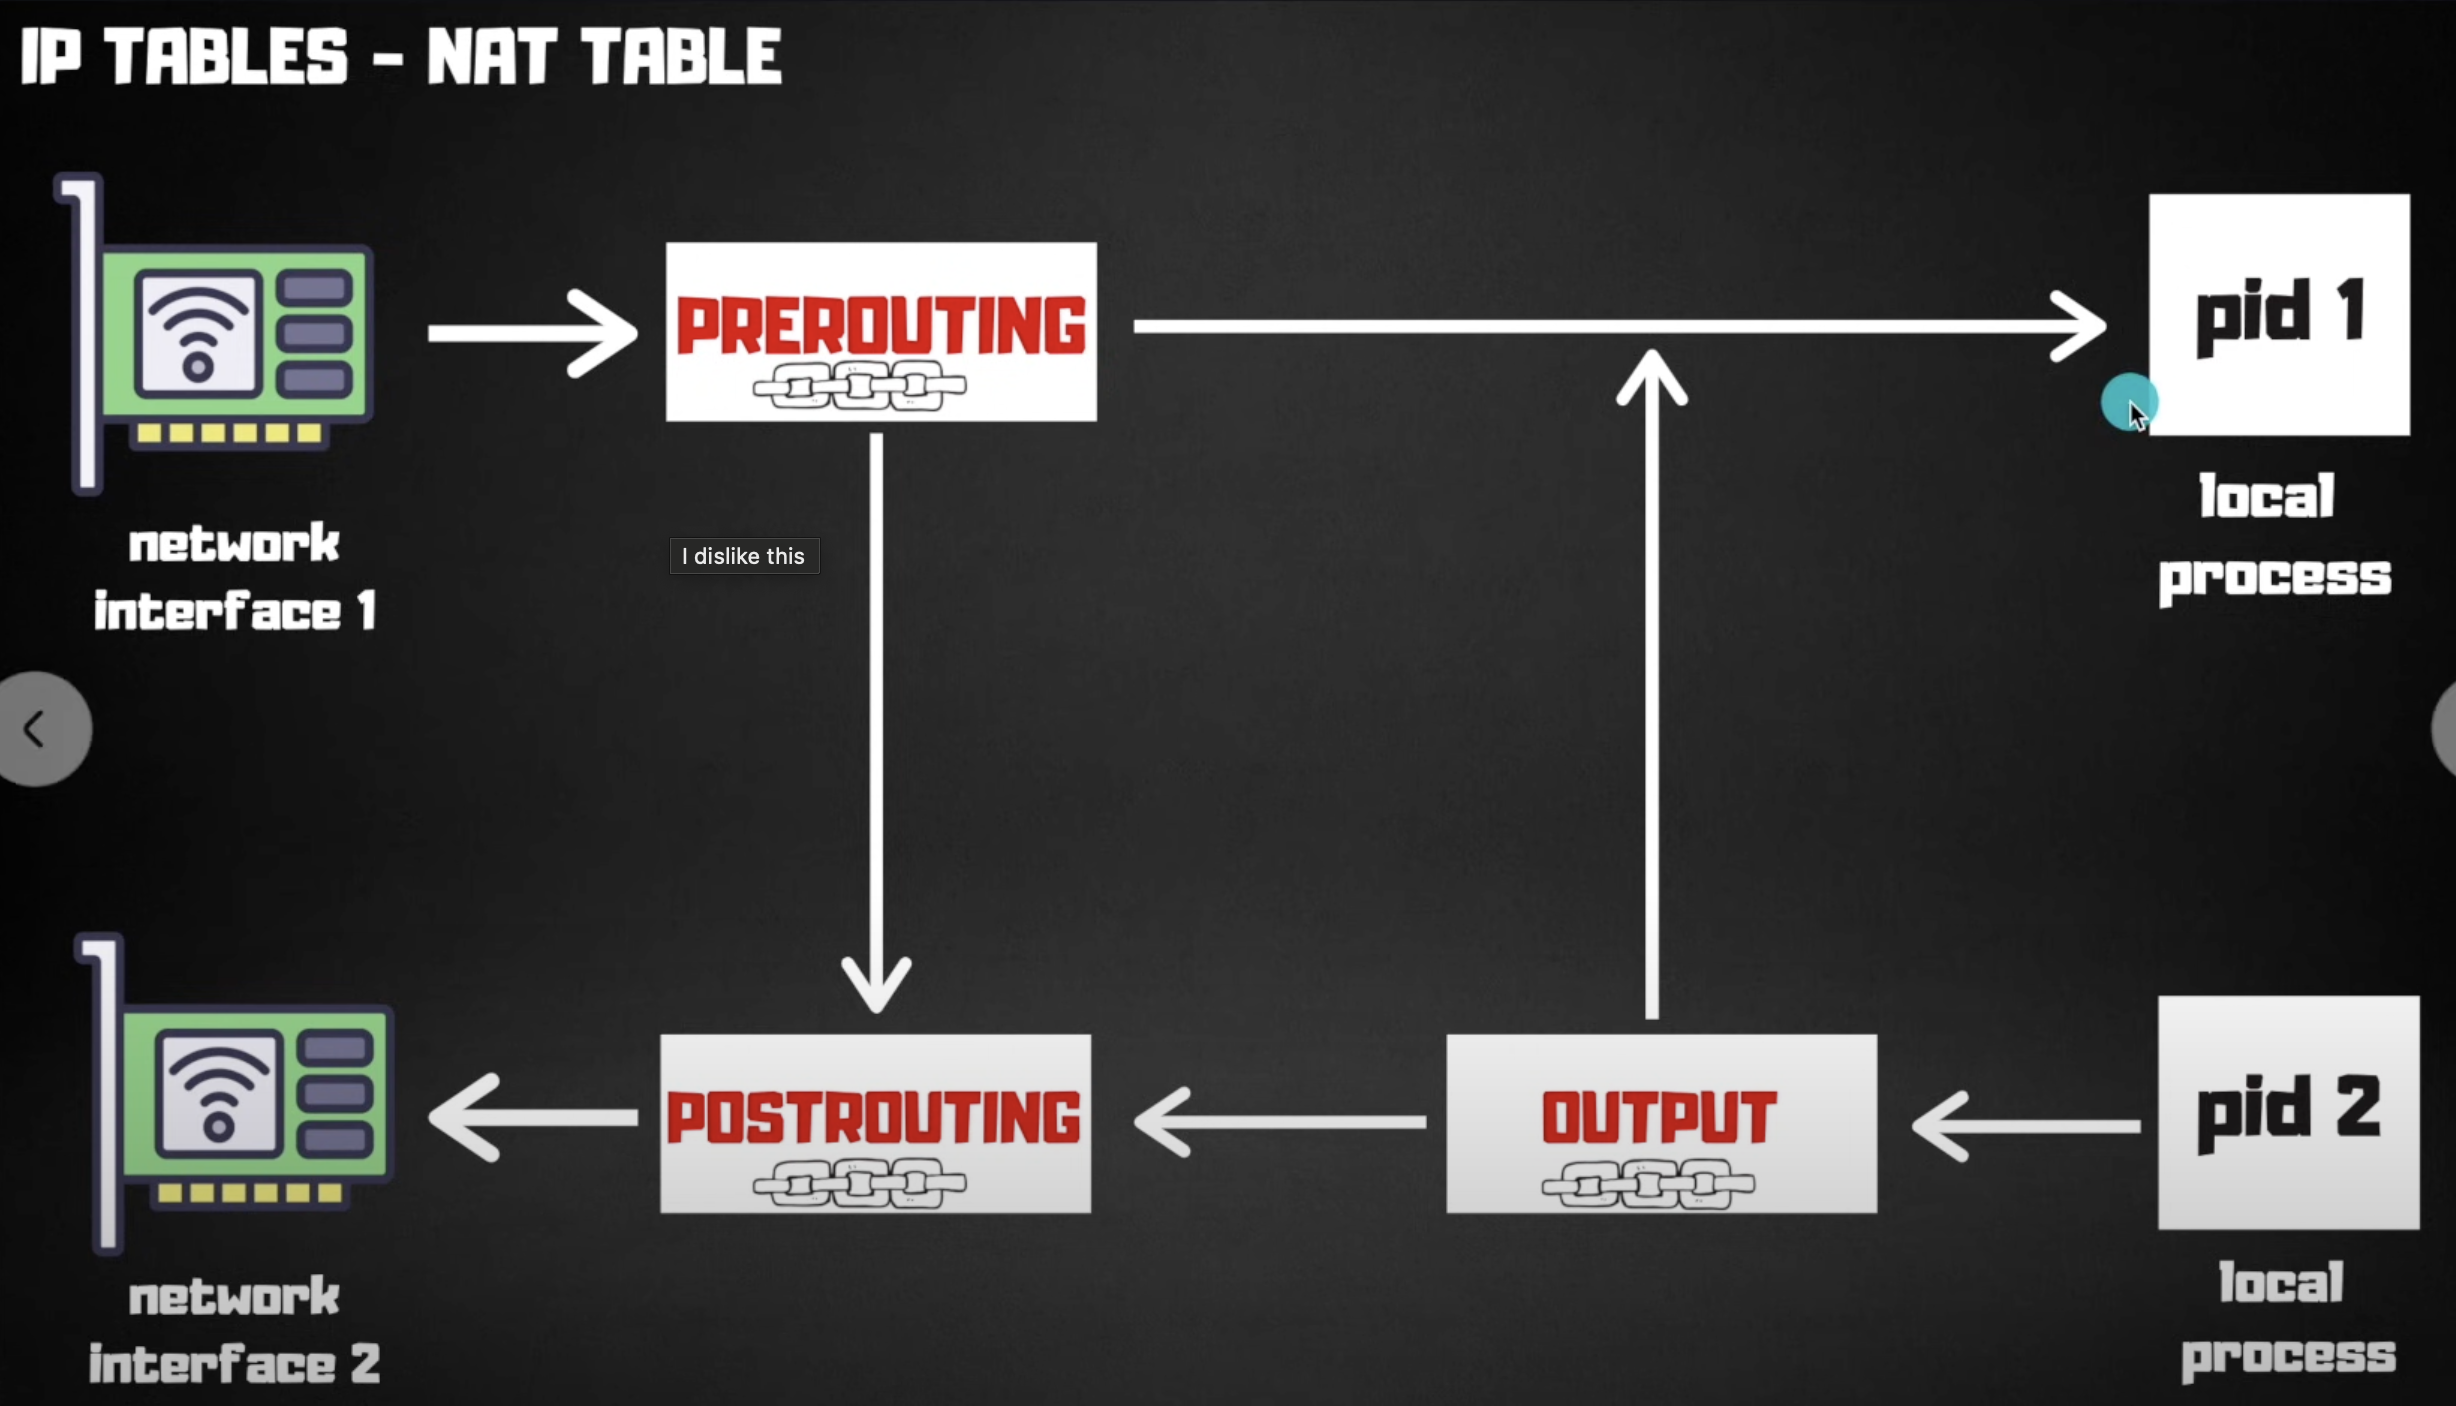 IP TABLES - NAT TABLE
PREROUTING
pid 1
network
interface 1
I dislike this
local
process
POSTROUTING
OUTPUT
pid 2
network
interface 2
local
process